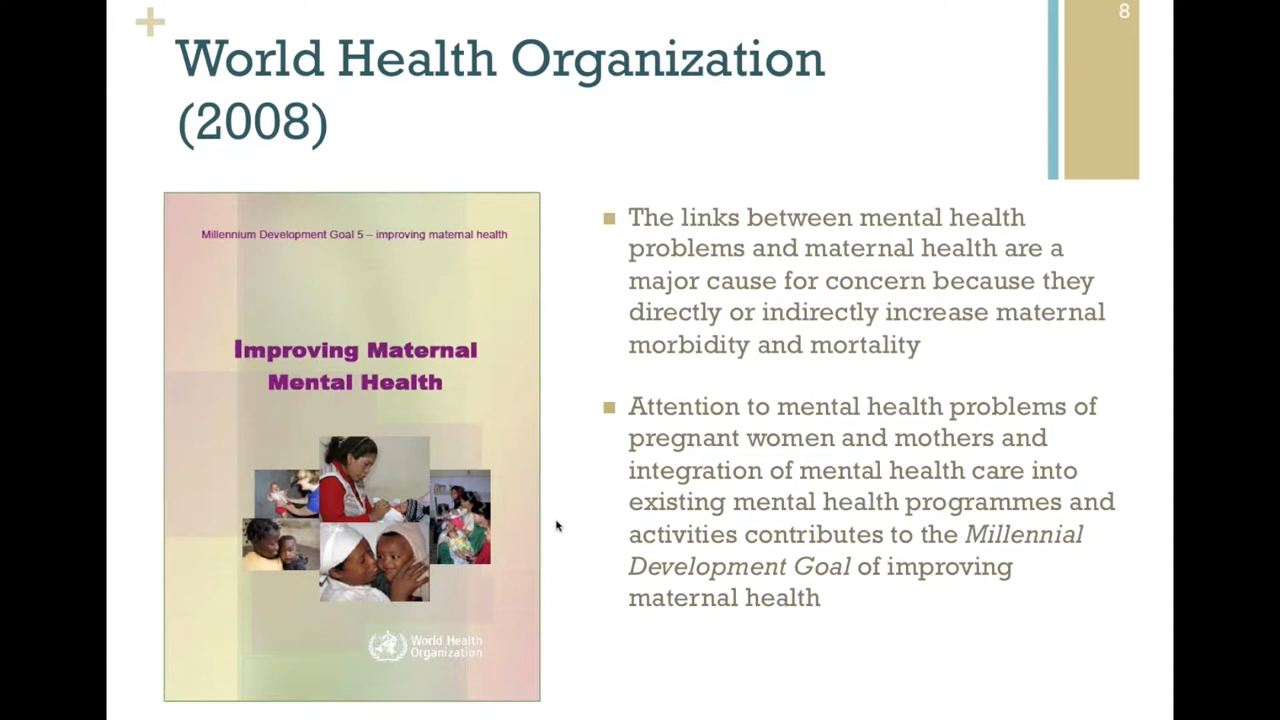 8
+
World Health Organization
(2008)
Millennium Development Goal 5 – improving maternal health
Improving Maternal
Mental Health
World Health
Organization
The links between mental health
problems and maternal health are a
major cause for concern because they
directly or indirectly increase maternal
morbidity and mortality
Attention to mental health problems of
pregnant women and mothers and
integration of mental health care into
existing mental health programmes and
activities contributes to the Millennial
Development Goal of improving
maternal health